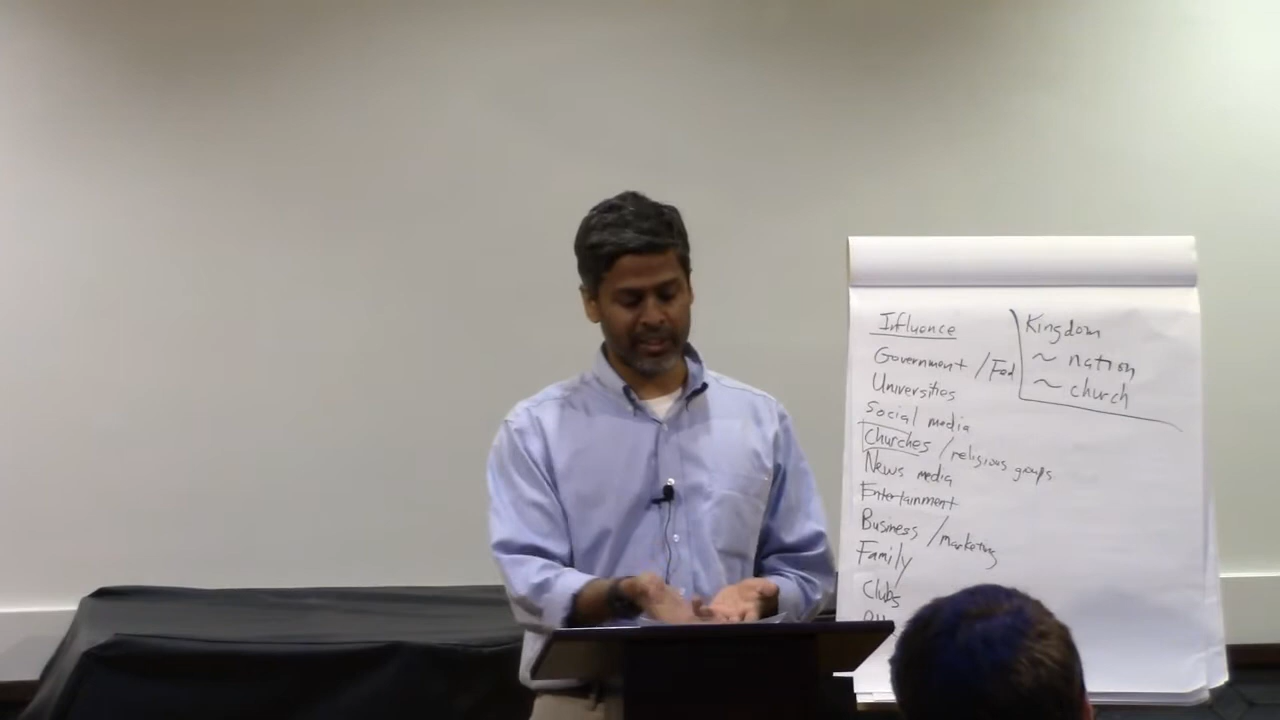 Influence
Government / Fed
Universities
Social media
Churches / religious groups
News media
Entertainment
Business / marketing
Family
Clubs
Kingdom
~ nation
~ church